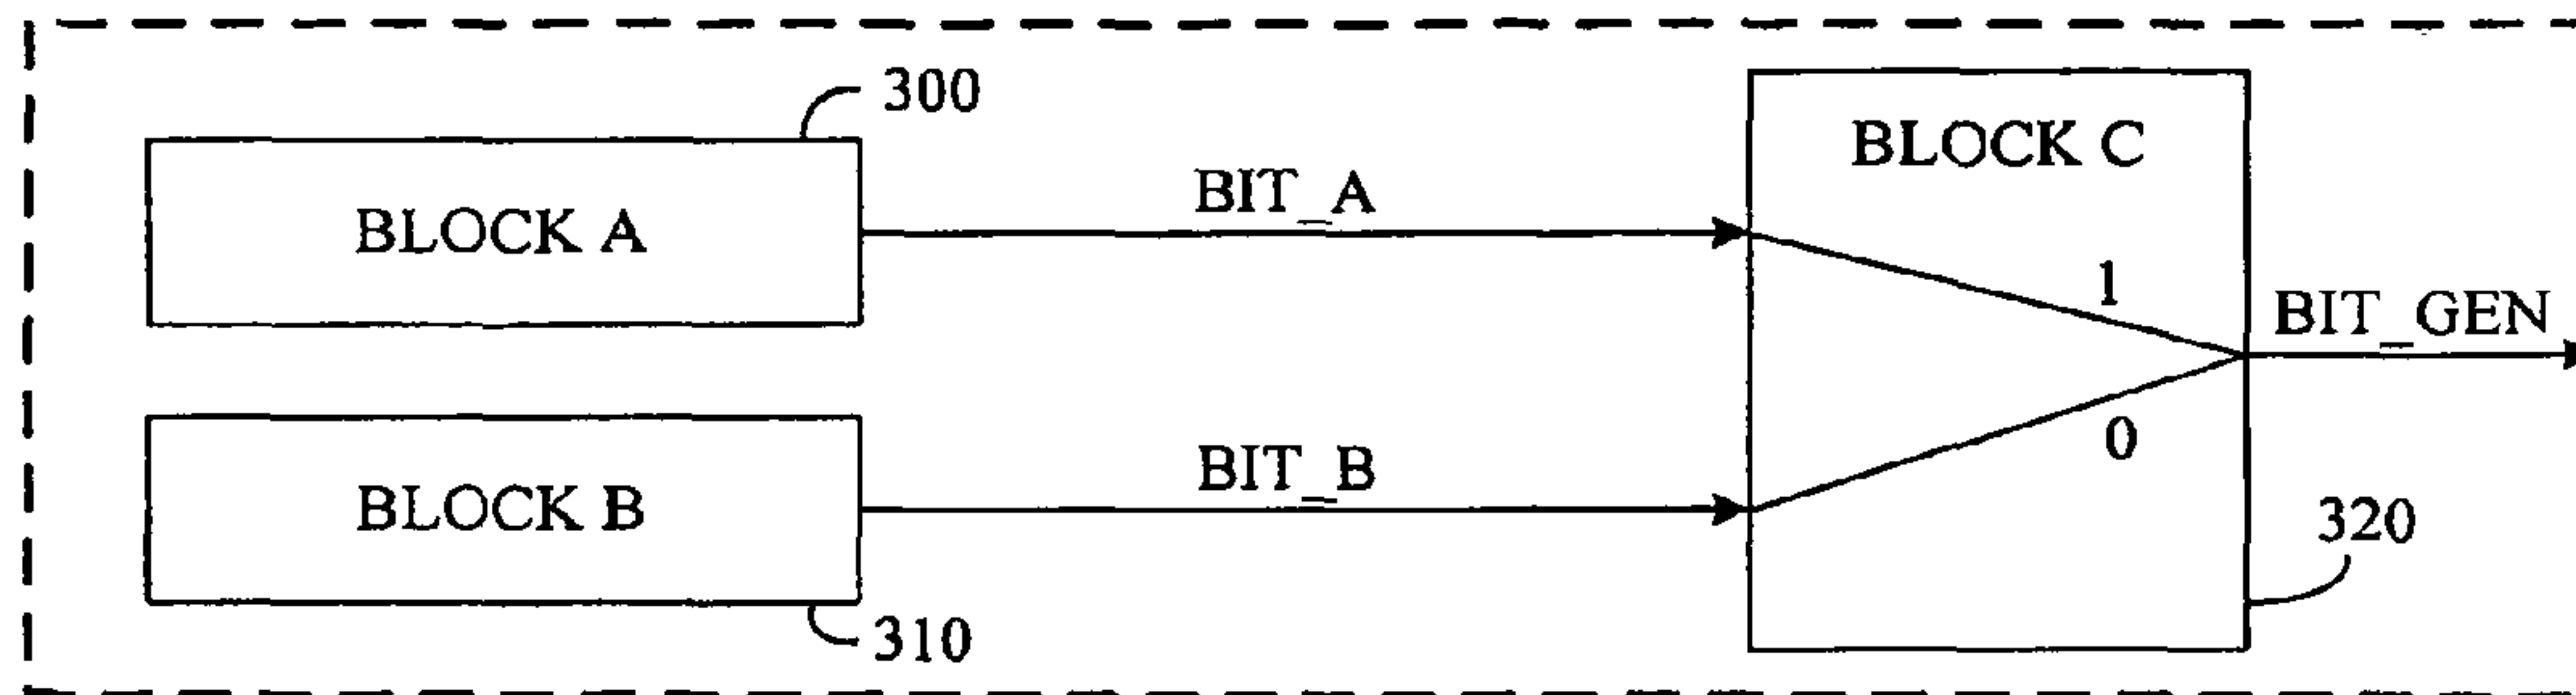 300
BLOCK A
BIT_A
BLOCK C
1
BIT_GEN
0
BLOCK B
BIT_B
320
310